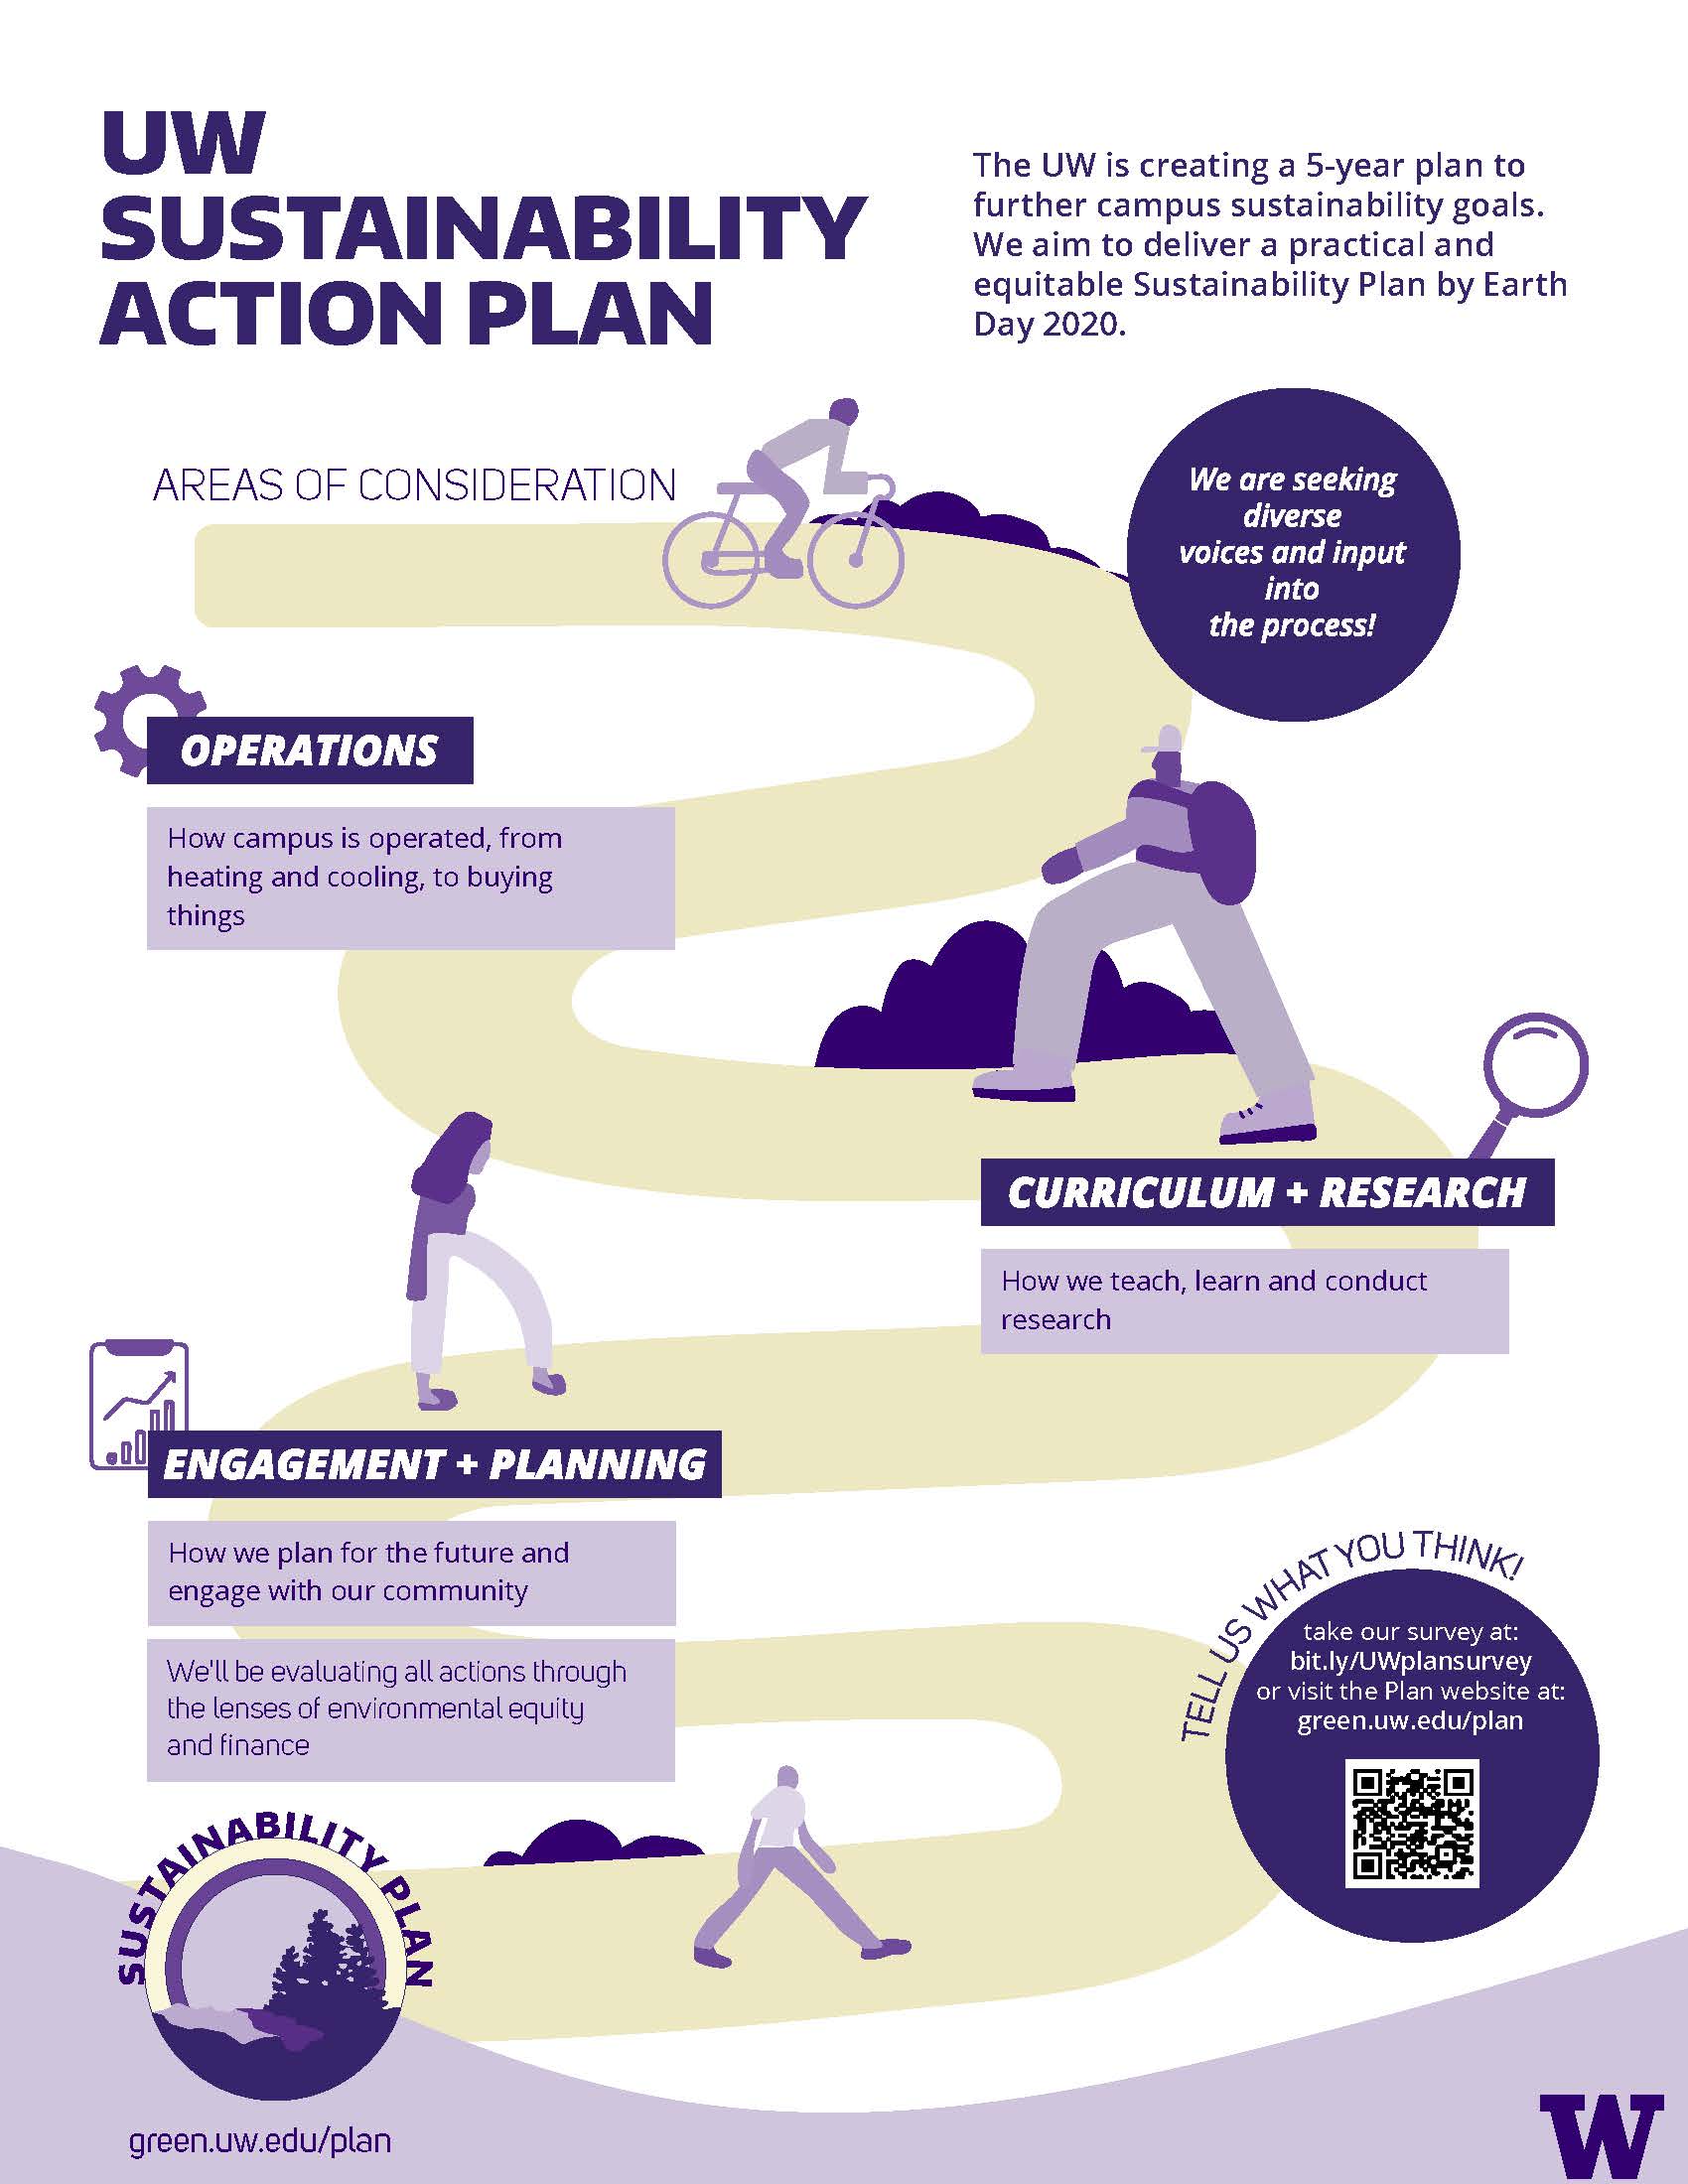 UW
SUSTAINABILITY
ACTION PLAN
The UW is creating a 5-year plan to
further campus sustainability goals.
We aim to deliver a practical and
equitable Sustainability Plan by Earth
Day 2020.
AREAS OF CONSIDERATION
We are seeking
diverse
voices and input
into
the process!
OPERATIONS
How campus is operated, from
heating and cooling, to buying
things
CURRICULUM + RESEARCH
How we teach, learn and conduct
research
ENGAGEMENT + PLANNING
How we plan for the future and
engage with our community
We'll be evaluating all actions through
the lenses of environmental equity
and finance
TELL US WHAT YOU THINK!
take our survey at:
bit.ly/UWplansurvey
or visit the Plan website at:
green.uw.edu/plan
SUSTAINABILITY PLAN
green.uw.edu/plan
W